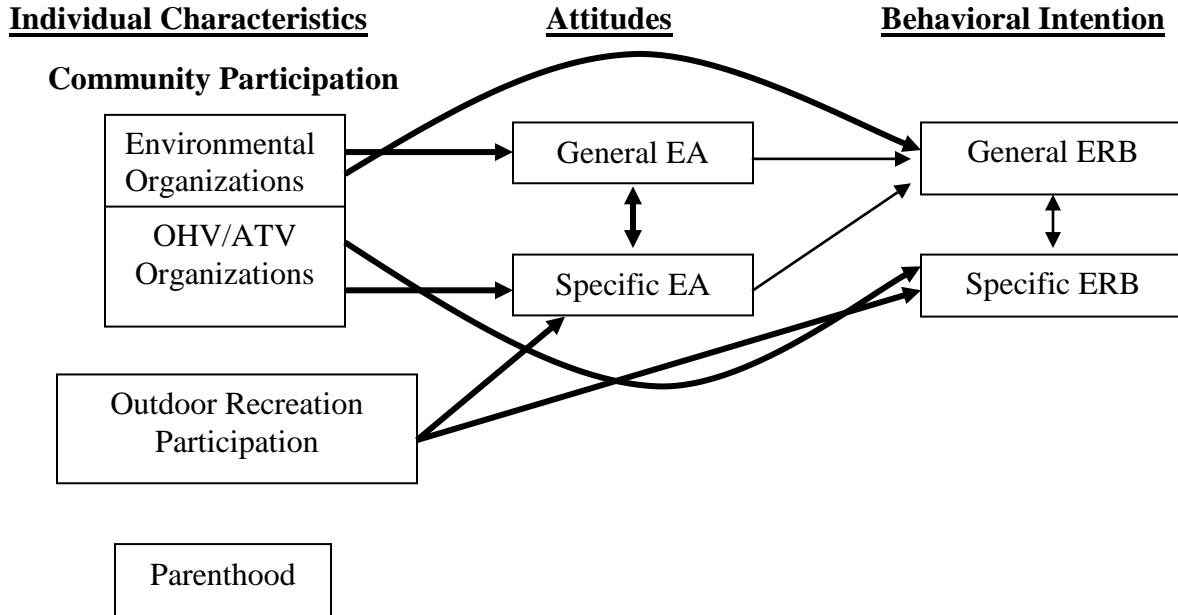 Individual Characteristics
Attitudes
Behavioral Intention
Community Participation
Environmental
Organizations
General EA
General ERB
OHV/ATV
Organizations
Specific EA
Specific ERB
Outdoor Recreation
Participation
Parenthood